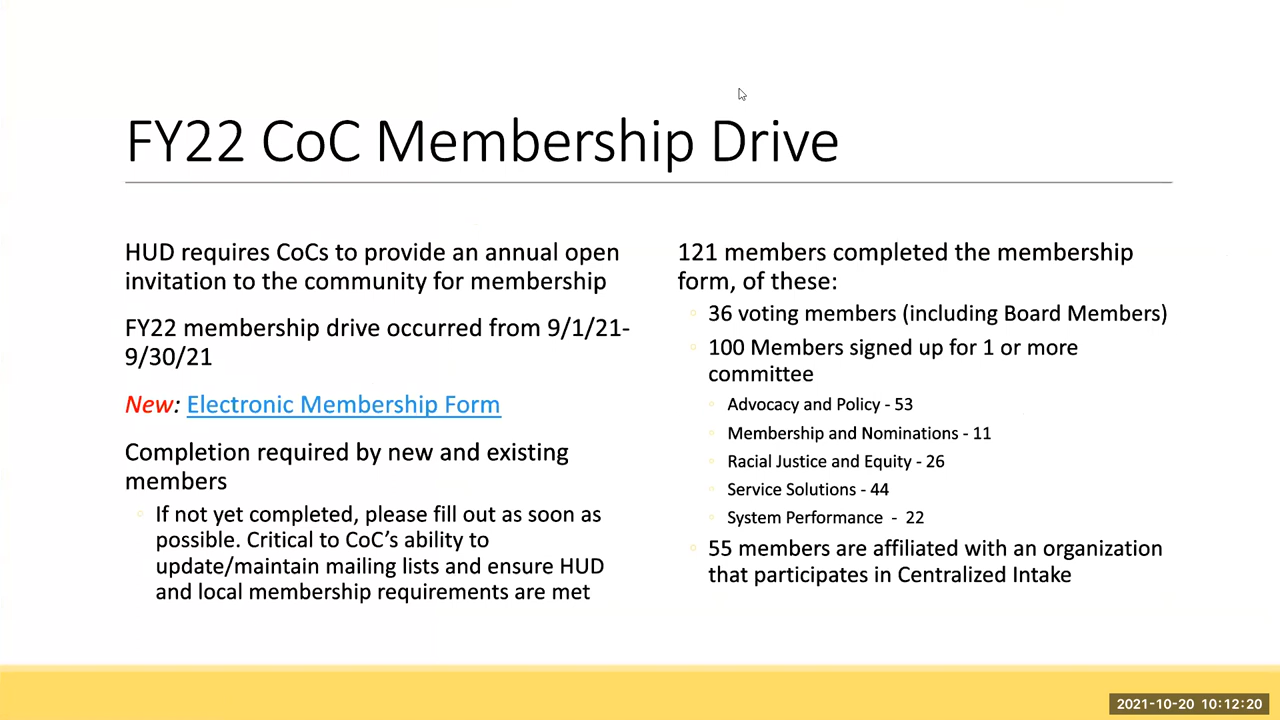 FY22 CoC Membership Drive
HUD requires CoCs to provide an annual open
invitation to the community for membership
FY22 membership drive occurred from 9/1/21-
9/30/21
New: Electronic Membership Form
Completion required by new and existing
members
If not yet completed, please fill out as soon as
possible. Critical to CoC’s ability to
update/maintain mailing lists and ensure HUD
and local membership requirements are met
121 members completed the membership
form, of these:
36 voting members (including Board Members)
100 Members signed up for 1 or more
committee
Advocacy and Policy - 53
Membership and Nominations - 11
Racial Justice and Equity - 26
Service Solutions - 44
System Performance - 22
55 members are affiliated with an organization
that participates in Centralized Intake
2021-10-20 10:12:20